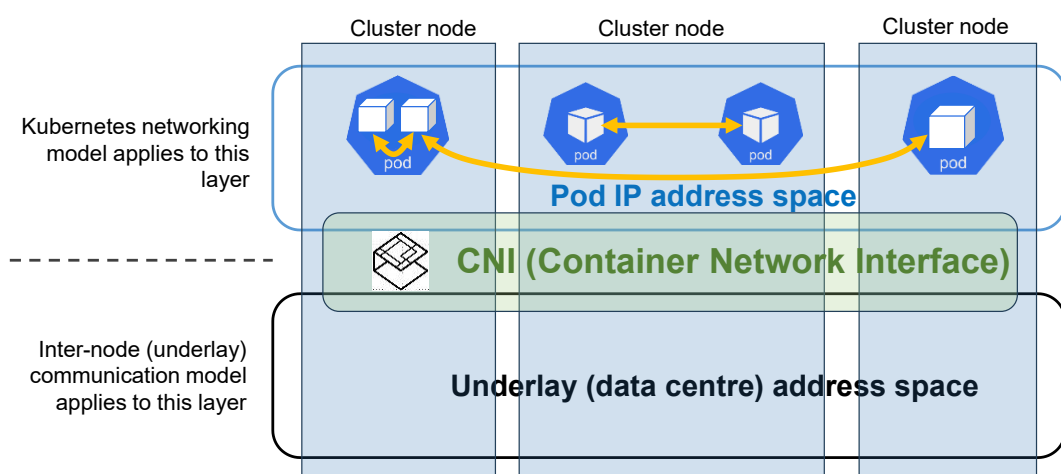 Cluster node
Cluster node
Cluster node
Kubernetes networking
model applies to this
layer
pod
pod
pod
pod
Pod IP address space
CNI (Container Network Interface)
Inter-node (underlay)
communication model
applies to this layer
Underlay (data centre) address space